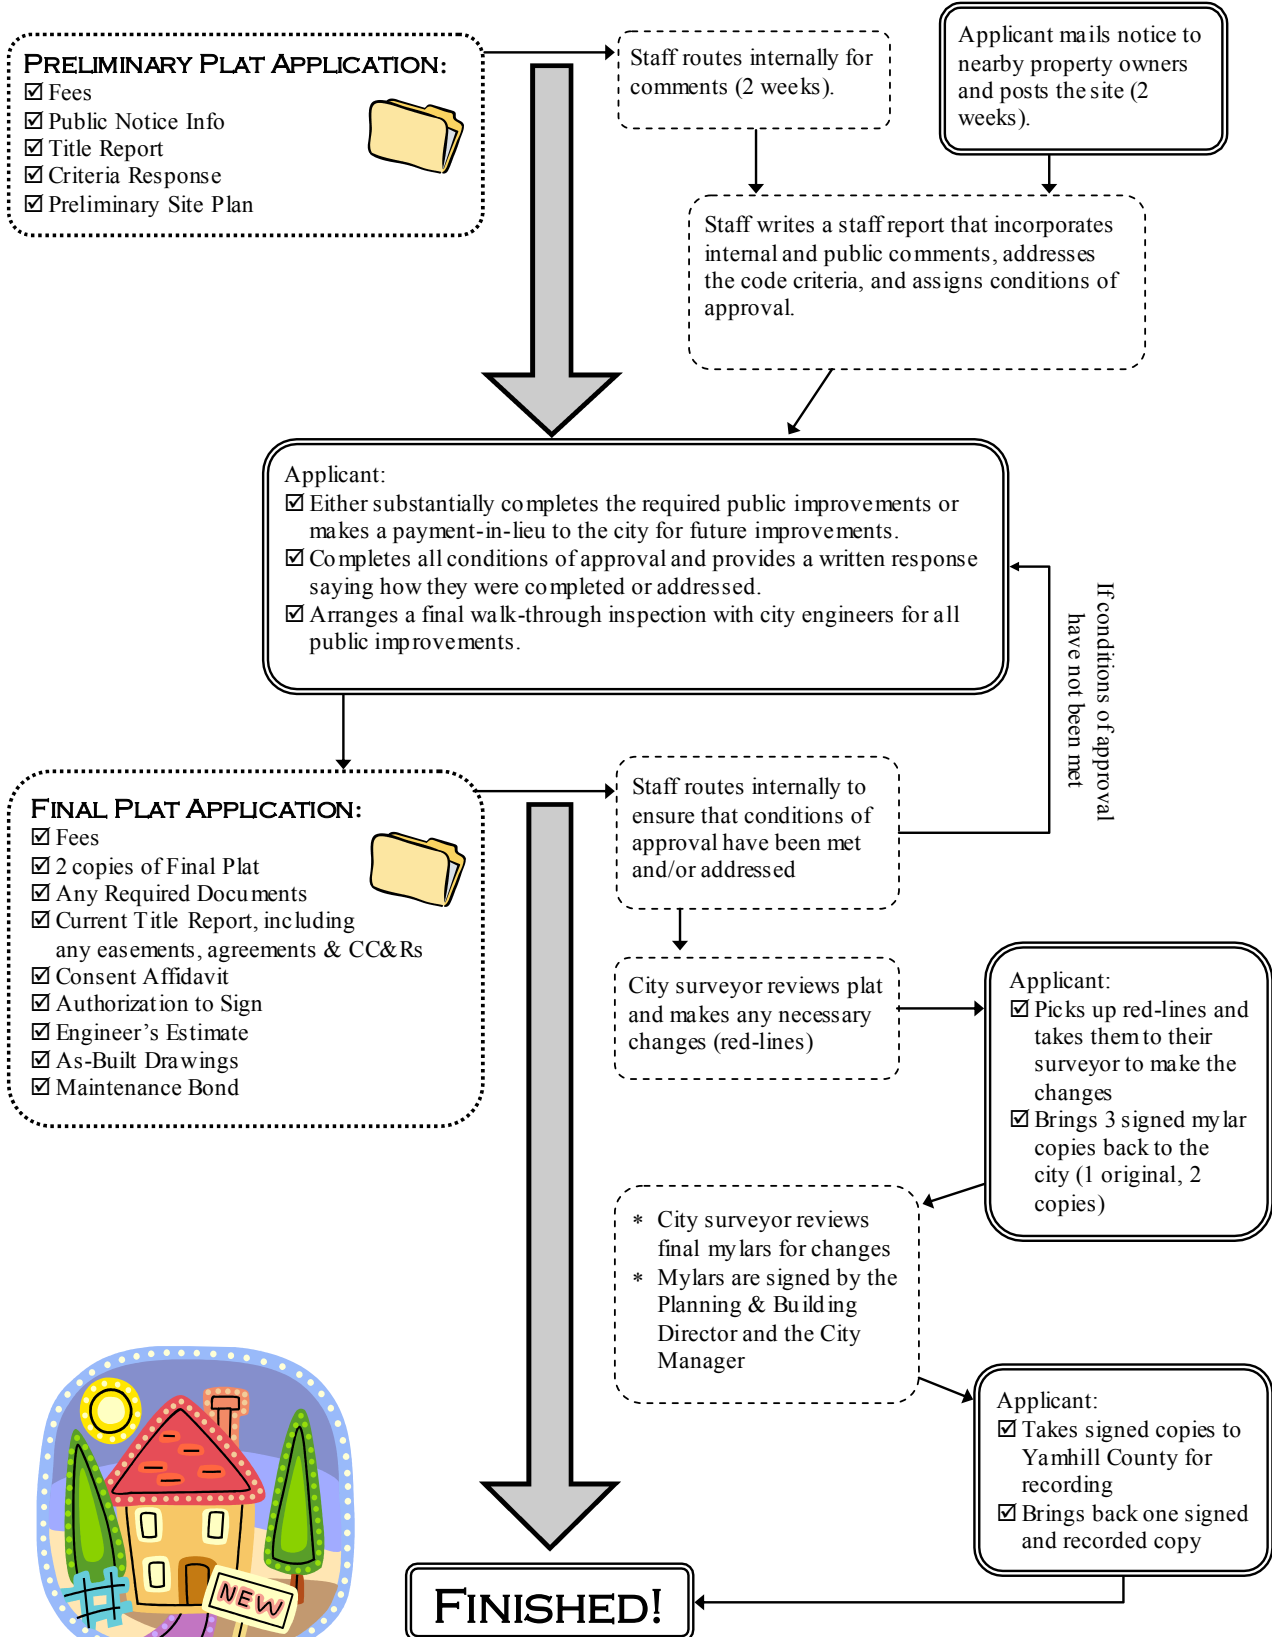 PRELIMINARY PLAT APPLICATION:
☑ Fees
☑ Public Notice Info
☑ Title Report
☑ Criteria Response
☑ Preliminary Site Plan
Staff routes internally for
comments (2 weeks).
Applicant mails notice to
nearby property owners
and posts the site (2
weeks).
Staff writes a staff report that incorporates
internal and public comments, addresses
the code criteria, and assigns conditions of
approval.
Applicant:
☑ Either substantially completes the required public improvements or
makes a payment-in-lieu to the city for future improvements.
☑ Completes all conditions of approval and provides a written response
saying how they were completed or addressed.
☑ Arranges a final walk-through inspection with city engineers for all
public improvements.
If conditions of approval
have not been met
FINAL PLAT APPLICATION:
☑ Fees
☑ 2 copies of Final Plat
☑ Any Required Documents
☑ Current Title Report, including
any easements, agreements & CC&Rs
☑ Consent Affidavit
☑ Authorization to Sign
☑ Engineer’s Estimate
☑ As-Built Drawings
☑ Maintenance Bond
Staff routes internally to
ensure that conditions of
approval have been met
and/or addressed
City surveyor reviews plat
and makes any necessary
changes (red-lines)
Applicant:
☑ Picks up red-lines and
takes them to their
surveyor to make the
changes
☑ Brings 3 signed mylar
copies back to the
city (1 original, 2
copies)
* City surveyor reviews
final mylars for changes
* Mylars are signed by the
Planning & Building
Director and the City
Manager
Applicant:
☑ Takes signed copies to
Yamhill County for
recording
☑ Brings back one signed
and recorded copy
NEW
FINISHED!